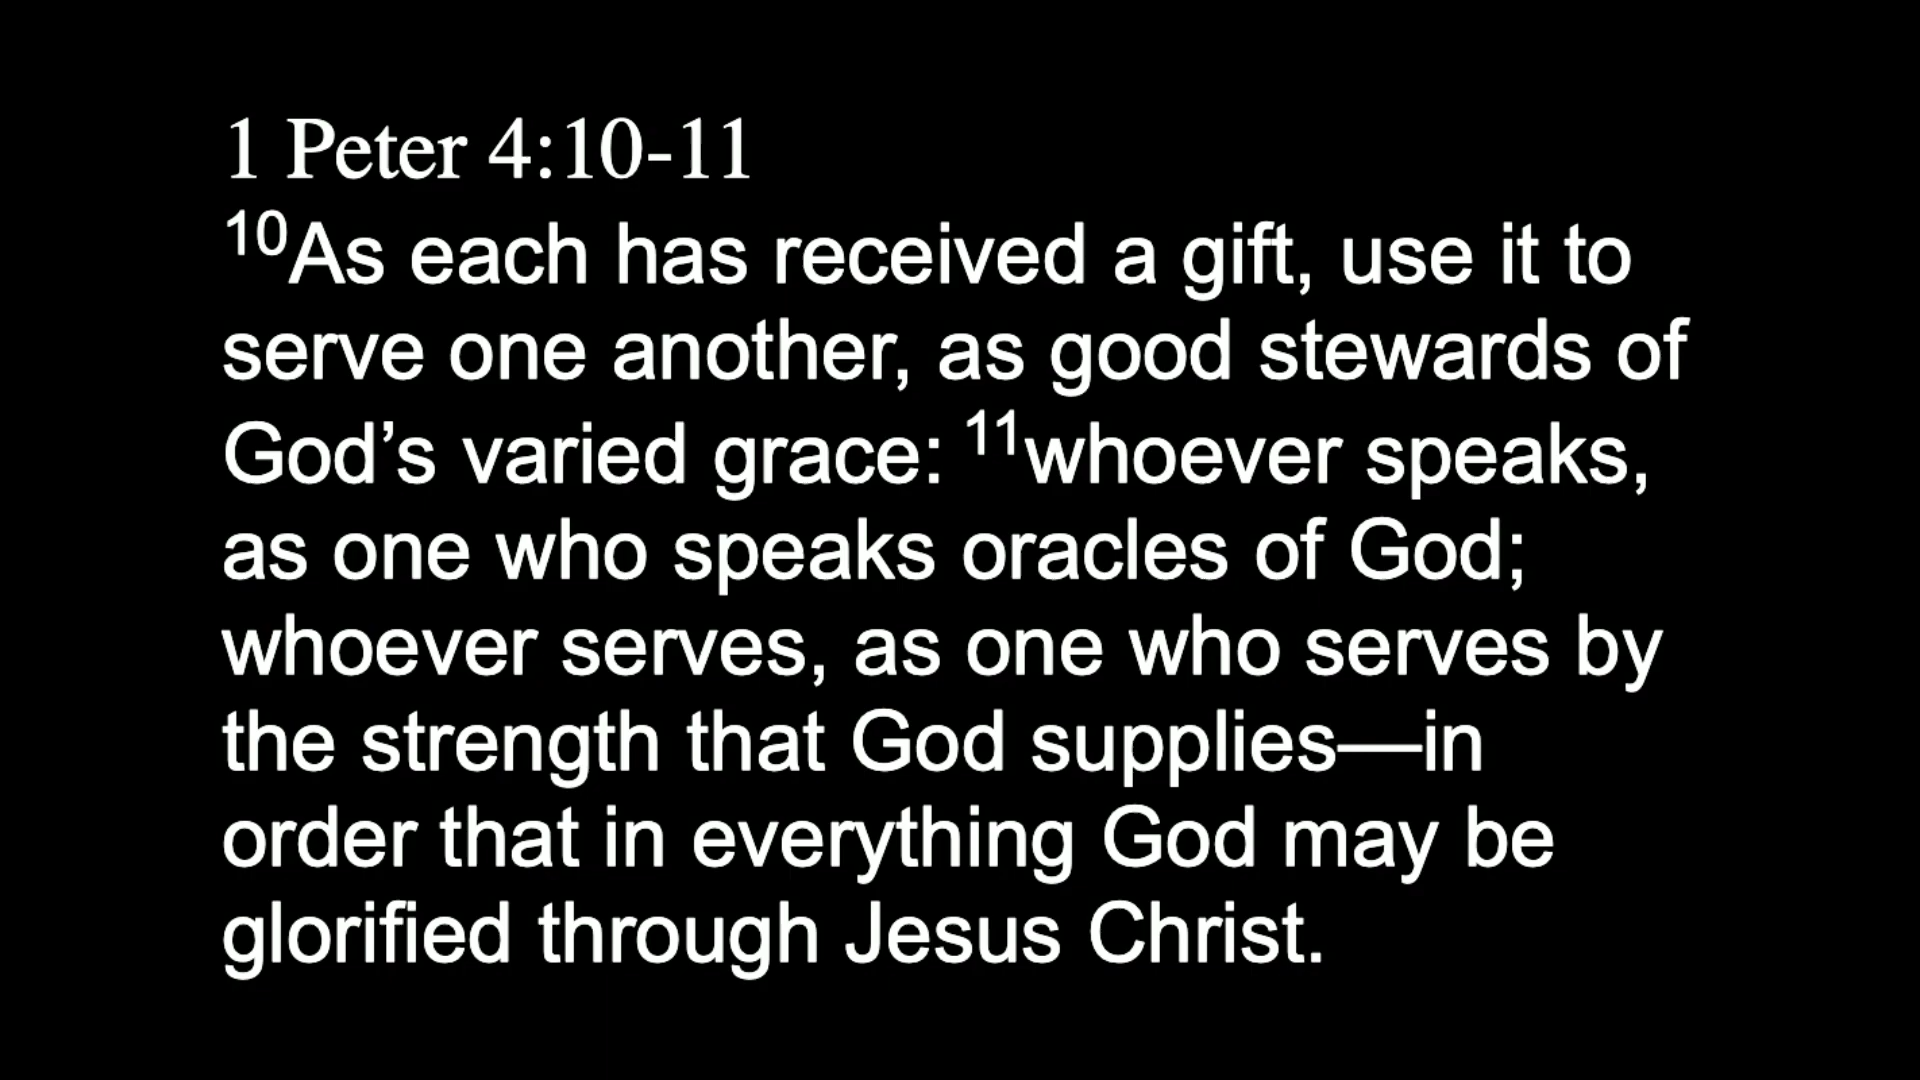 1 Peter 4:10-11
10As each has received a gift, use it to
serve one another, as good stewards of
God’s varied grace: 11whoever speaks,
as one who speaks oracles of God;
whoever serves, as one who serves by
the strength that God supplies—in
order that in everything God may be
glorified through Jesus Christ.